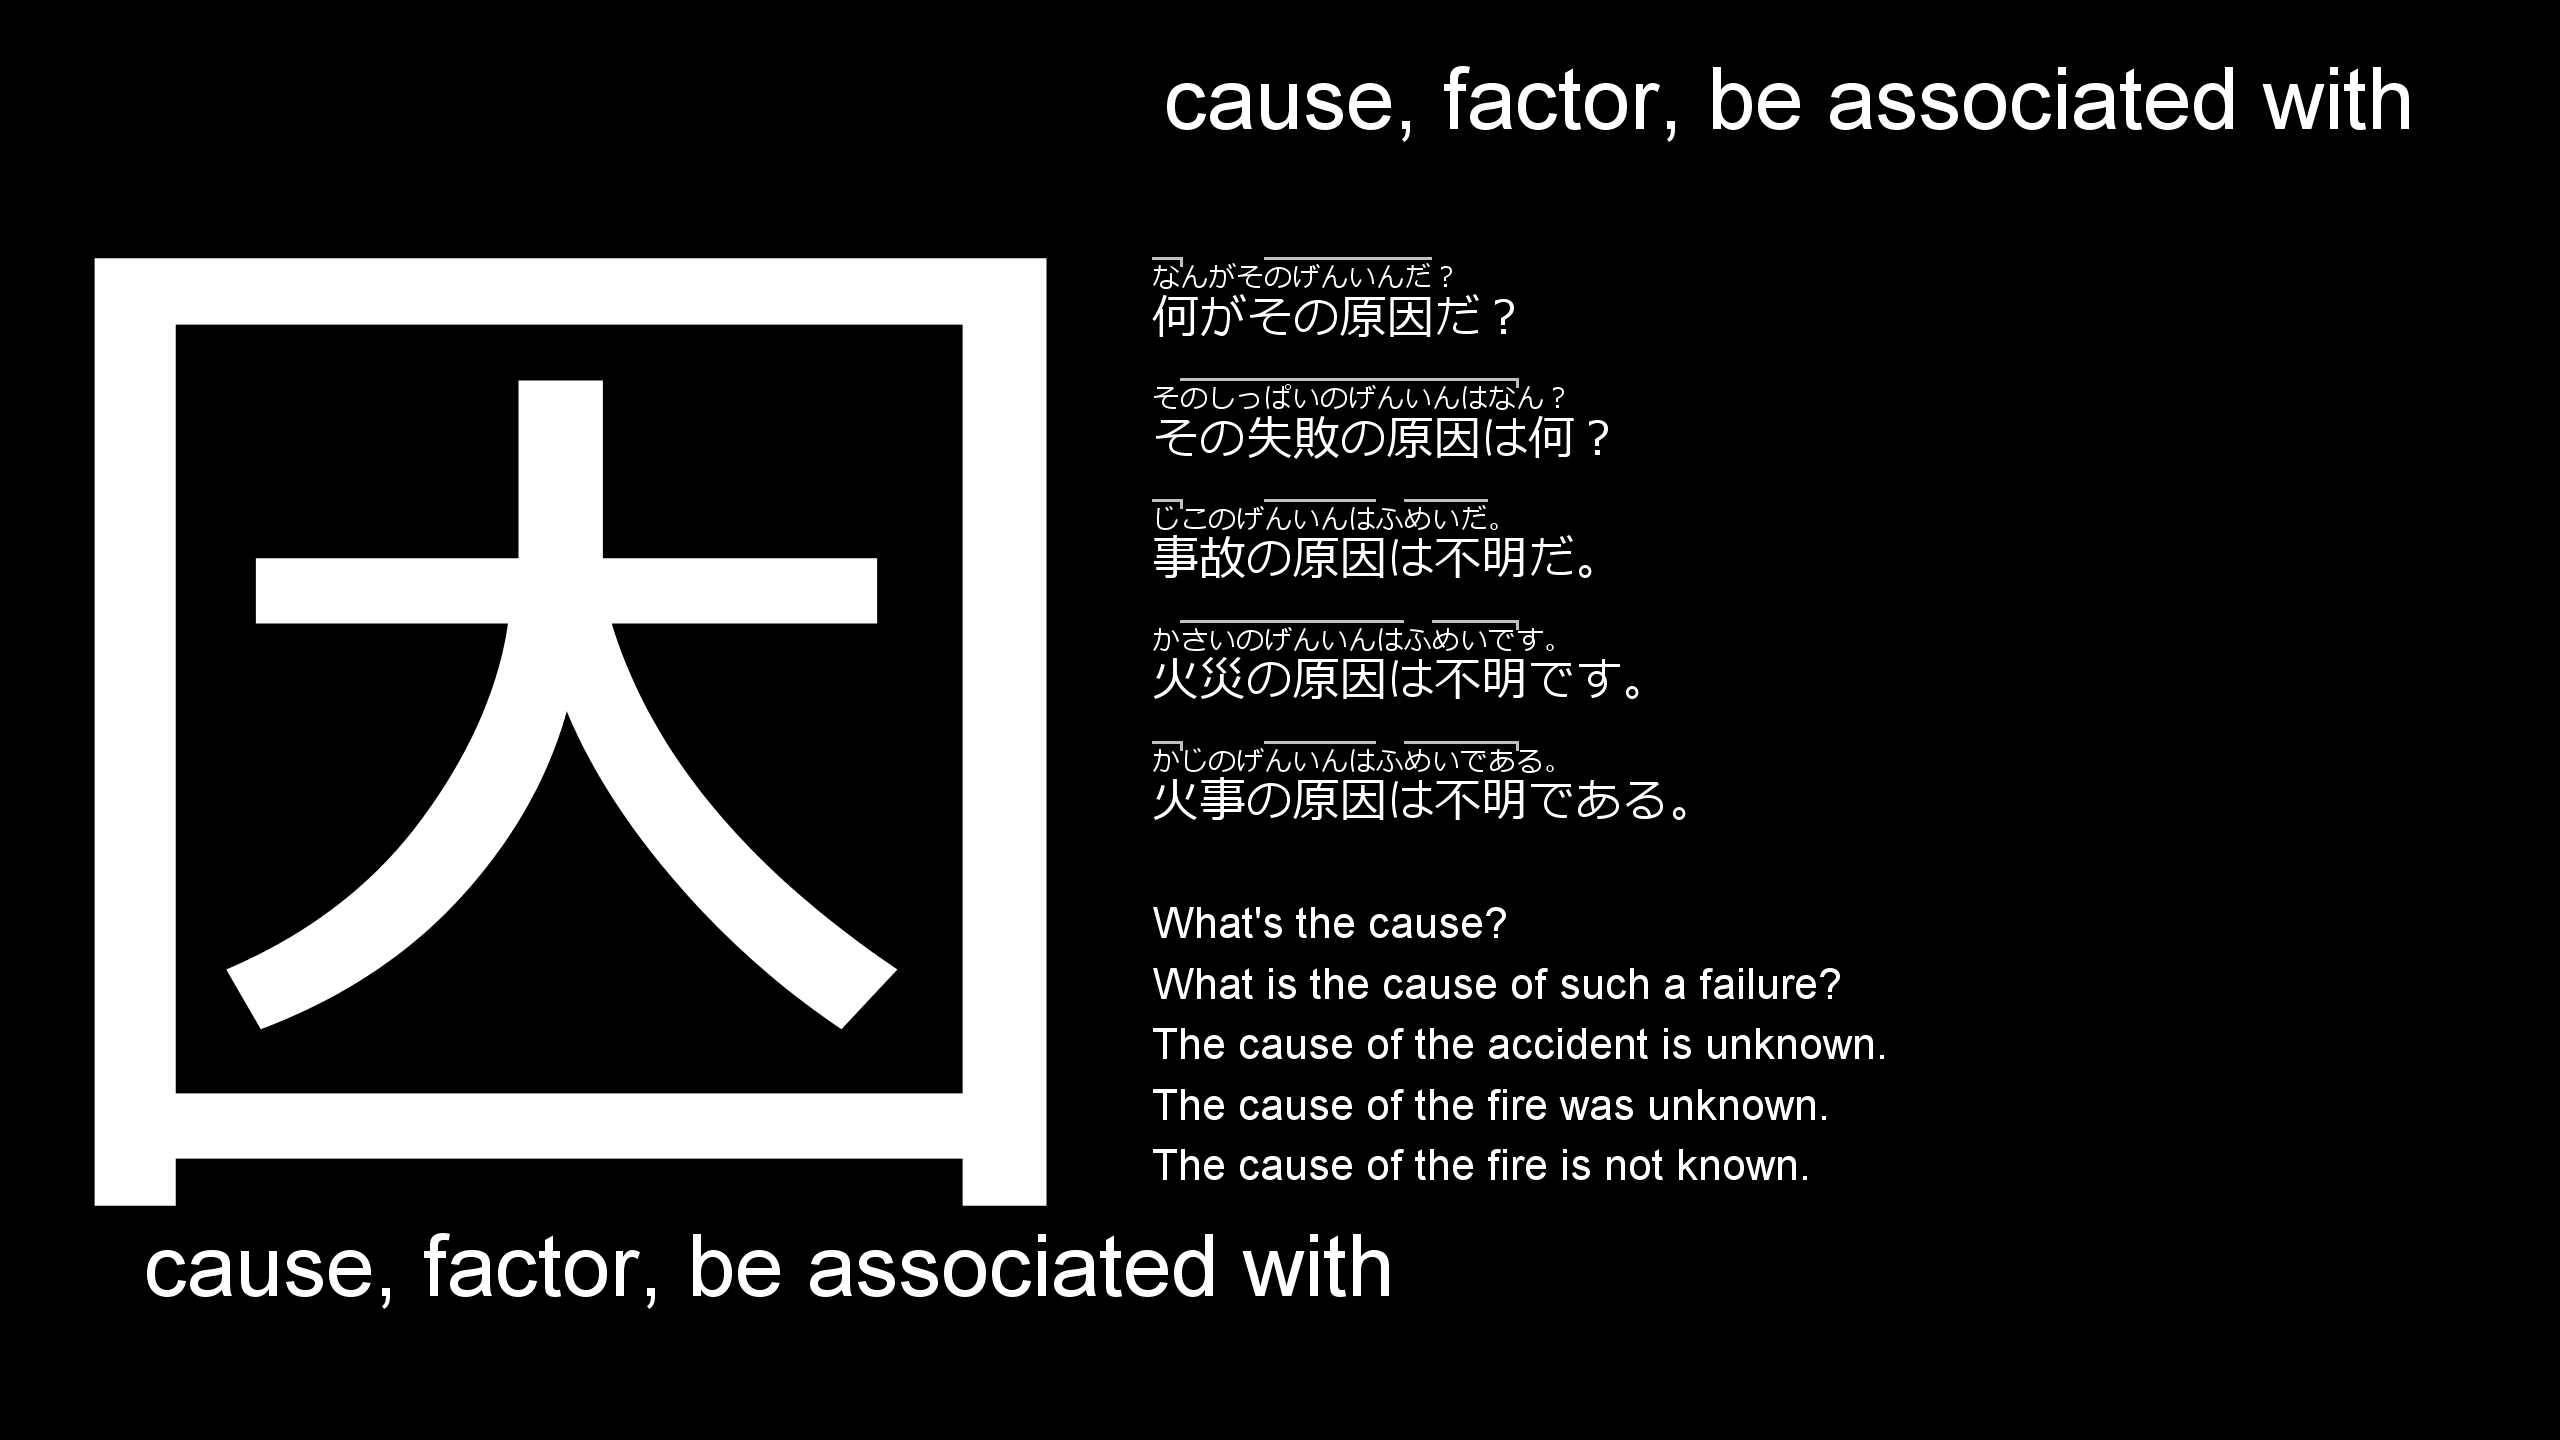 cause, factor, be associated with
因
なんがそのげんいんだ？
何がその原因だ？
そのしっぱいのげんいんはなん？
その失敗の原因は何？
じこのげんいんはふめいだ。
事故の原因は不明だ。
かさいのげんいんはふめいです。
火災の原因は不明です。
かじのげんいんはふめいである。
火事の原因は不明である。
What's the cause?
What is the cause of such a failure?
The cause of the accident is unknown.
The cause of the fire was unknown.
The cause of the fire is not known.
cause, factor, be associated with